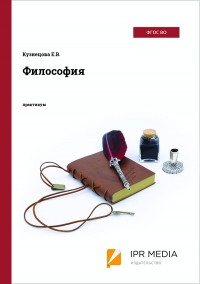 ФГОС ВО
Кузнецова Е.В.
Философия
практикум
IPR MEDIA
ИЗДАТЕЛЬСТВО